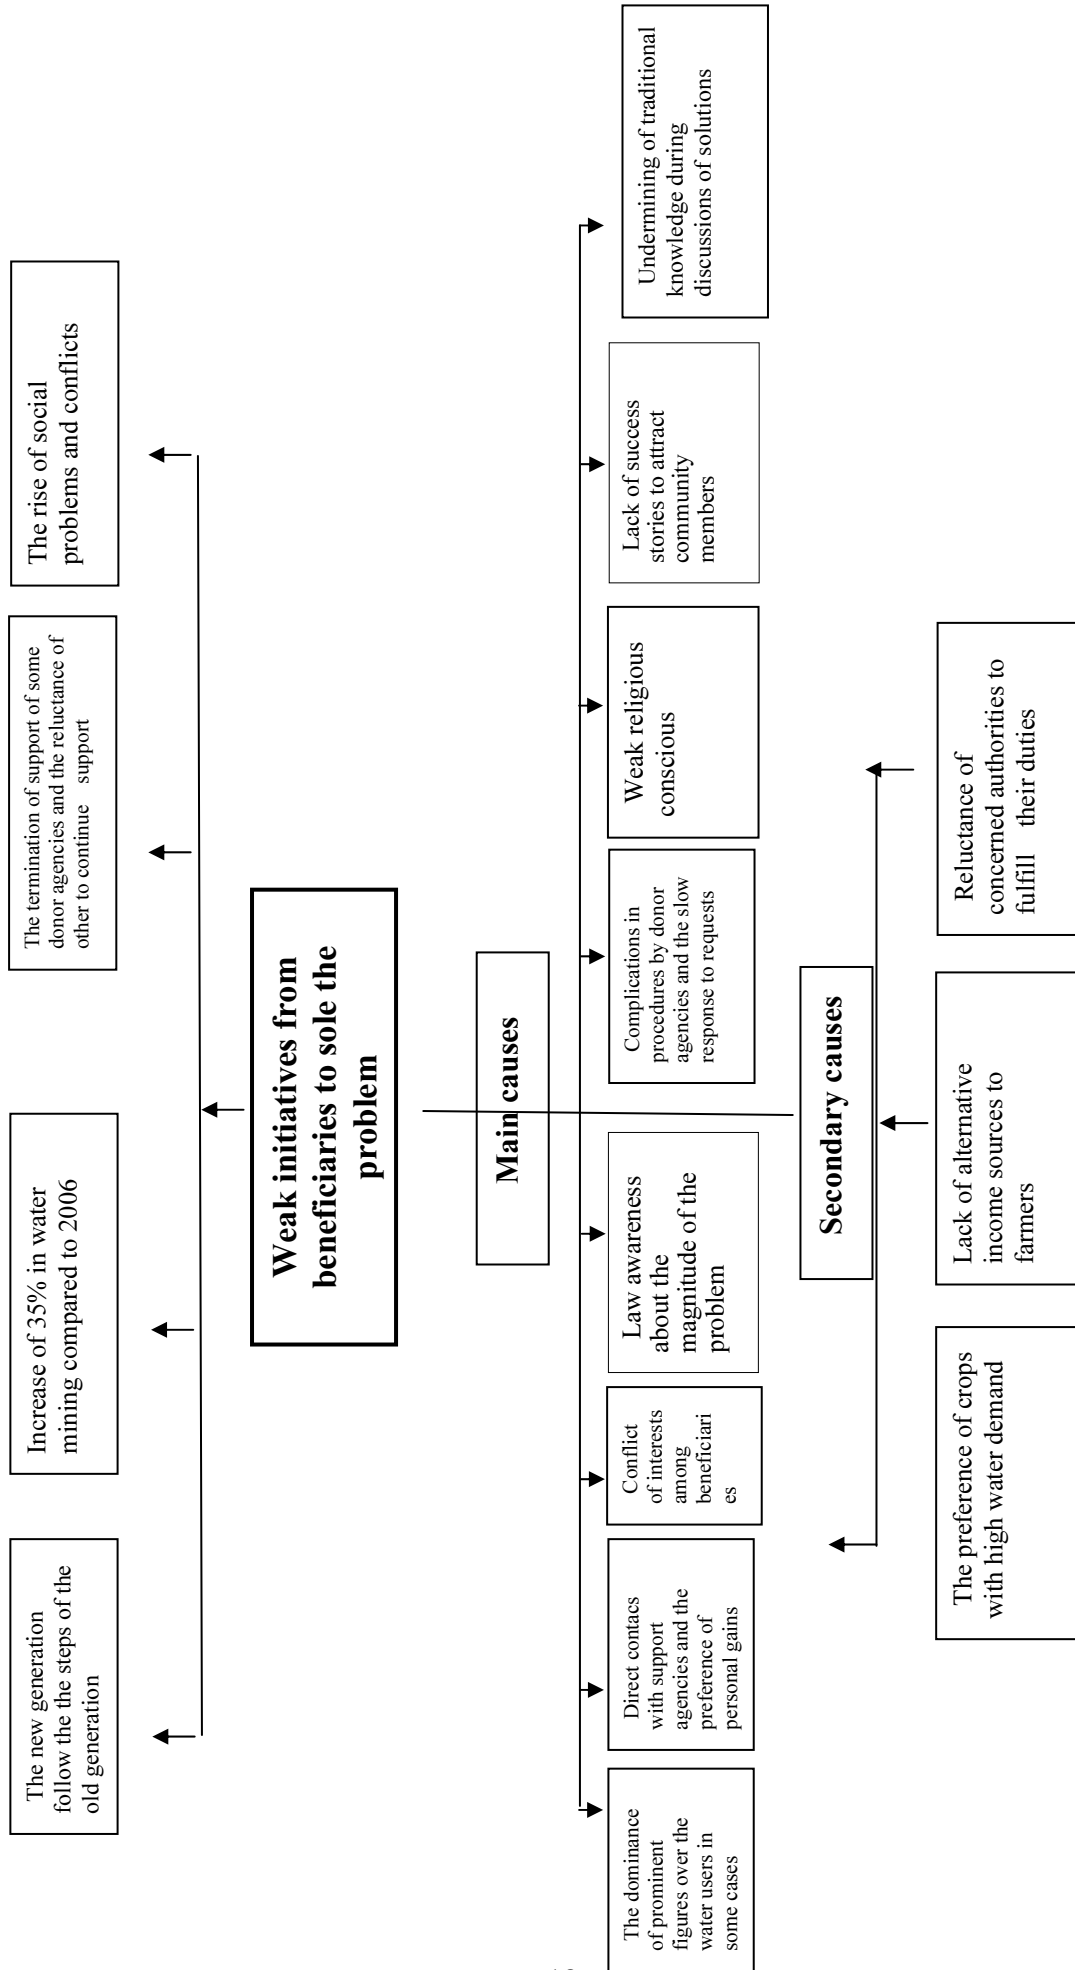 The new generation
follow the the steps of the
old generation
Increase of 35% in water
mining compared to 2006
The termination of support of some
donor agencies and the reluctance of
other to continue support
The rise of social
problems and conflicts
Weak initiatives from
beneficiaries to sole the
problem
Main causes
The dominance
of prominent
figures over the
water users in
some cases
Direct contacs
with support
agencies and the
preference of
personal gains
Conflict
of interests
among
beneficiari
es
Law awareness
about the
magnitude of the
problem
Complications in
procedures by donor
agencies and the slow
response to requests
Weak religious
conscious
Lack of success
stories to attract
community
members
Undermining of traditional
knowledge during
discussions of solutions
Secondary causes
The preference of crops
with high water demand
Lack of alternative
income sources to
farmers
Reluctance of
concerned authorities to
fulfill their duties